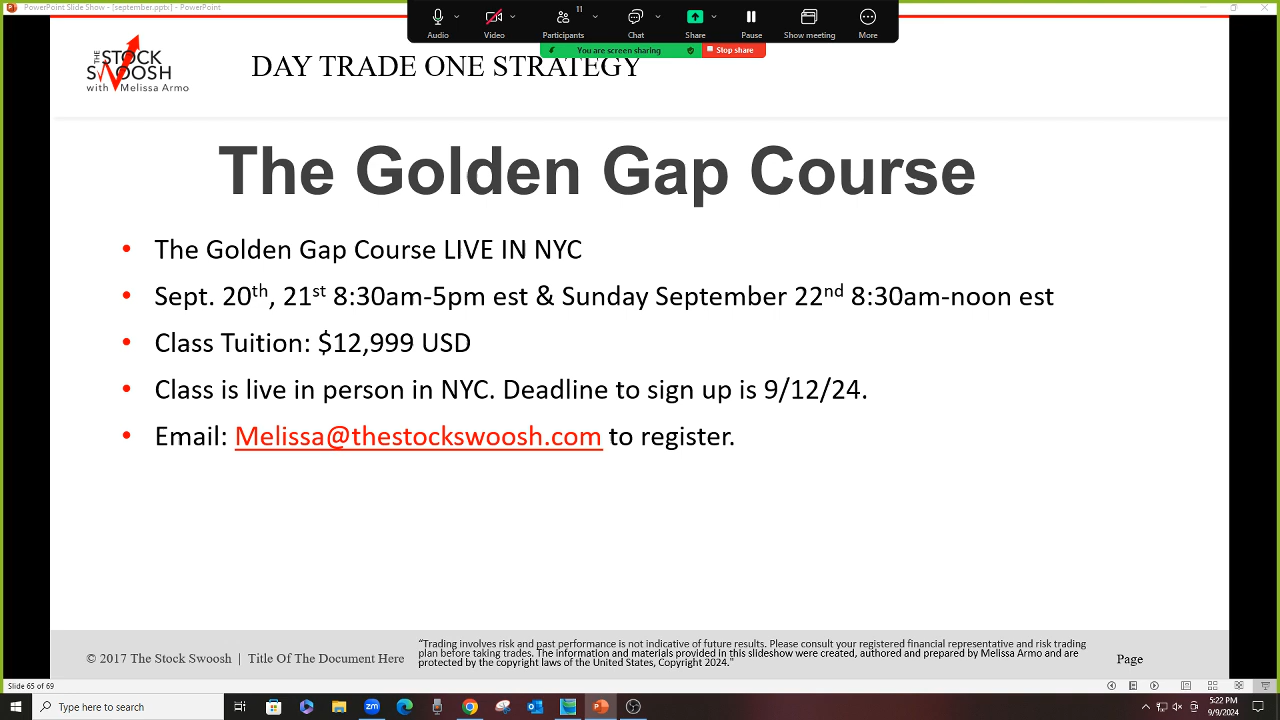 PowerPoint Slide Show - [september.pptx] - PowerPoint
11
Audio Video Participants Chat Share Pause Show meeting More
You are screen sharing Stop share
THE
STOCK
SWOOSH
with Melissa Armo
DAY TRADE ONE STRATEGY
The Golden Gap Course
• The Golden Gap Course LIVE IN NYC
• Sept. 20th, 21st 8:30am-5pm est & Sunday September 22nd 8:30am-noon est
• Class Tuition: $12,999 USD
• Class is live in person in NYC. Deadline to sign up is 9/12/24.
• Email: Melissa@thestockswoosh.com to register.
© 2017 The Stock Swoosh | Title Of The Document Here
“Trading involves risk and past performance is not indicative of future results. Please consult your registered financial representative and risk trading
plan before taking trades. The information and materials provided in this slideshow were created, authored and prepared by Melissa Armo and are
protected by the copyright laws of the United States, Copyright 2024."
Page
Slide 65 of 69
Type here to search
5:22 PM
9/9/2024